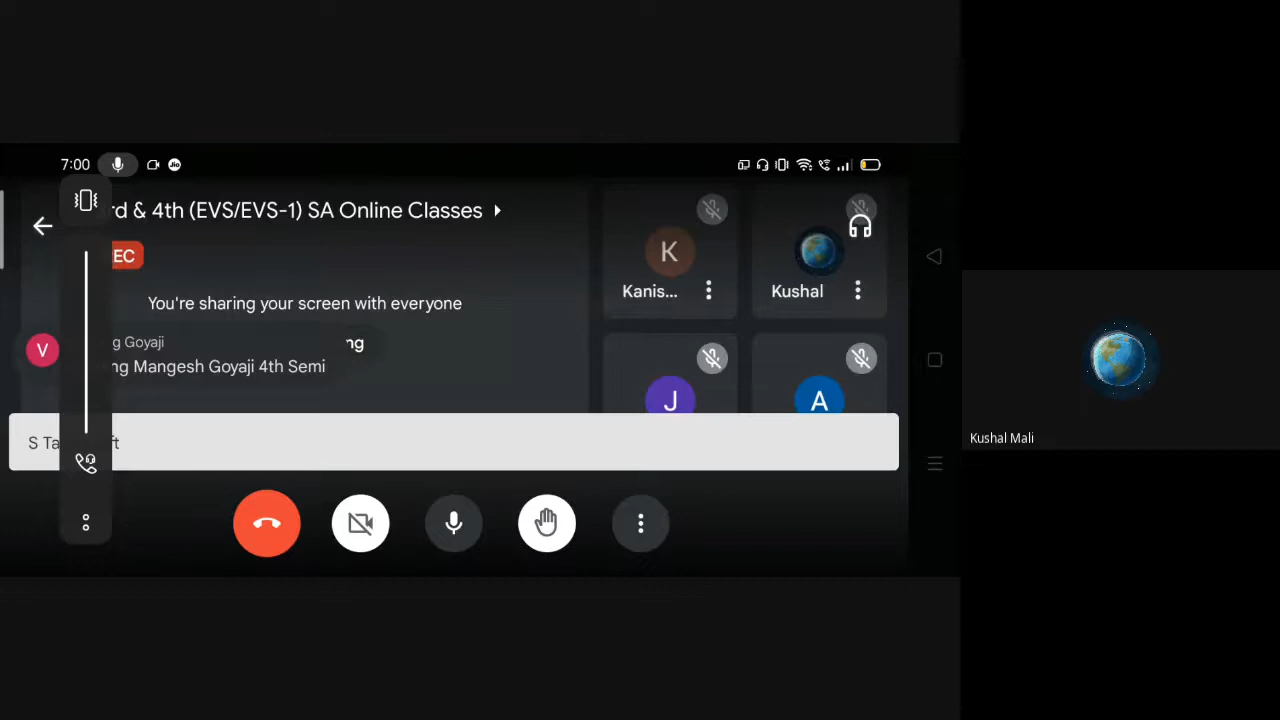 7:00
Jio
rd & 4th (EVS/EVS-1) SA Online Classes
EC
K
Kanis...
Kushal
You're sharing your screen with everyone
V
g Goyaji
ng
ng Mangesh Goyaji 4th Semi
J
A
S Ta ft
Kushal Mali